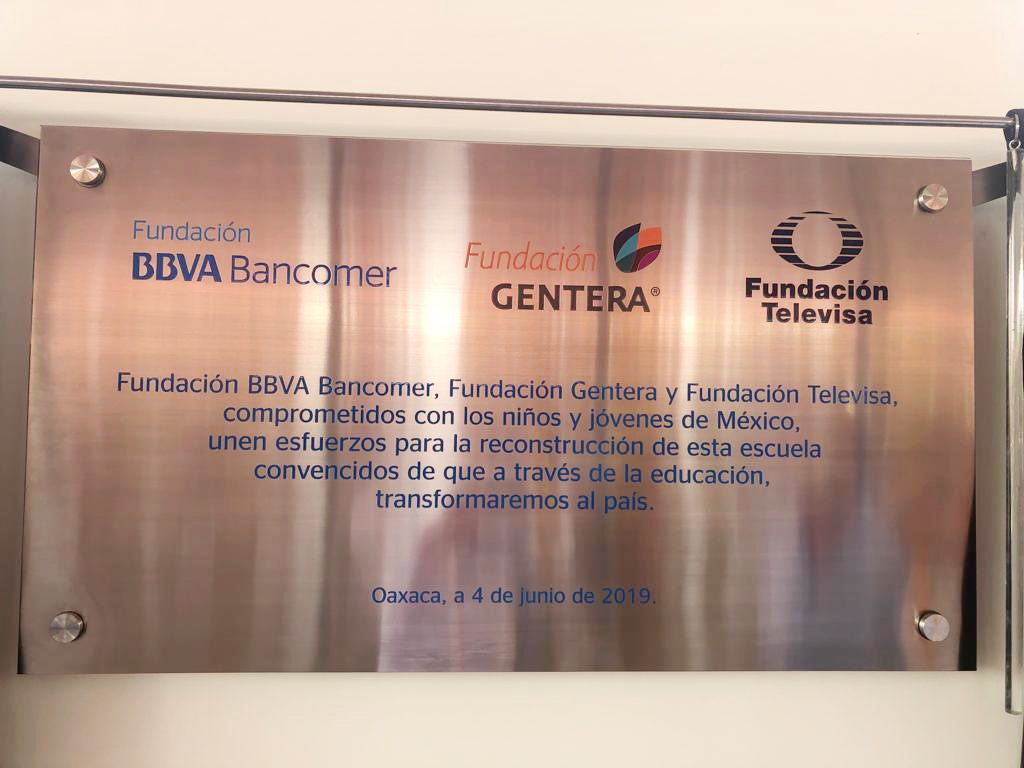 Fundación
BBVA Bancomer
Fundación
GENTERA®
Fundación
Televisa
Fundación BBVA Bancomer, Fundación Gentera y Fundación Televisa,
comprometidos con los niños y jóvenes de México,
unen esfuerzos para la reconstrucción de esta escuela
convencidos de que a través de la educación,
transformaremos al país.
Oaxaca, a 4 de junio de 2019.